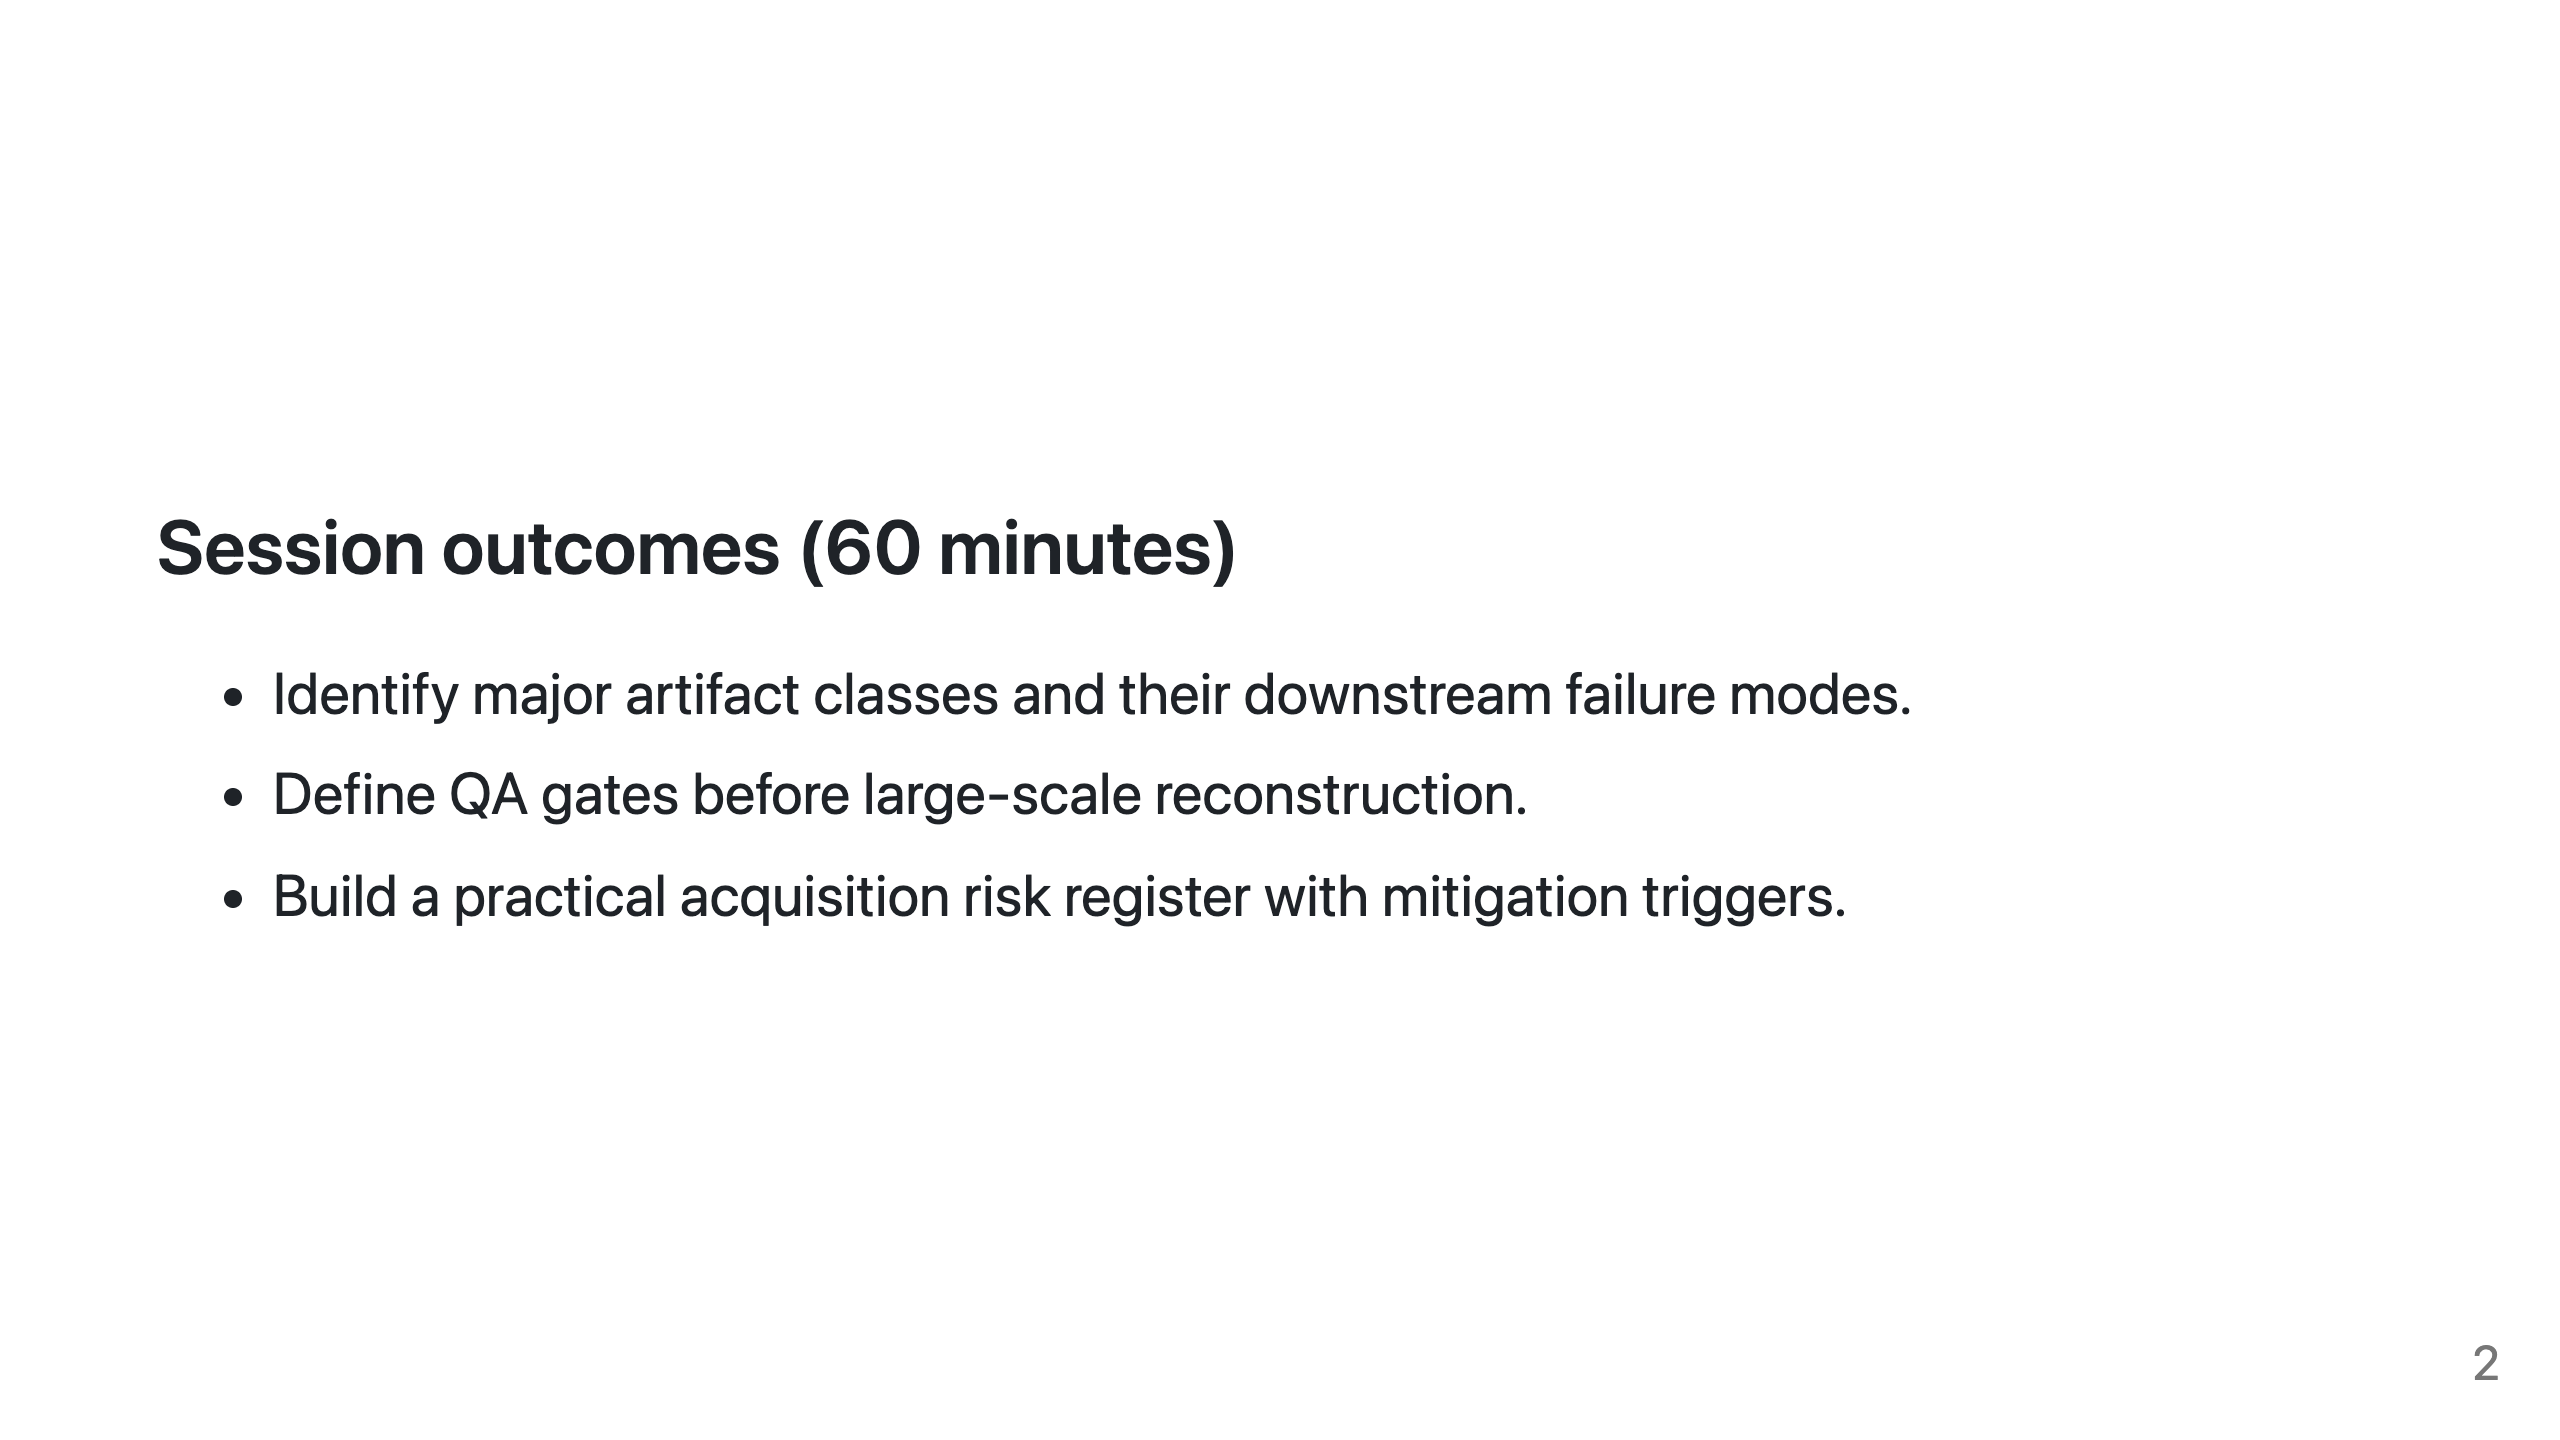 Session outcomes (60 minutes)
• Identify major artifact classes and their downstream failure modes.
• Define QA gates before large-scale reconstruction.
• Build a practical acquisition risk register with mitigation triggers.
2